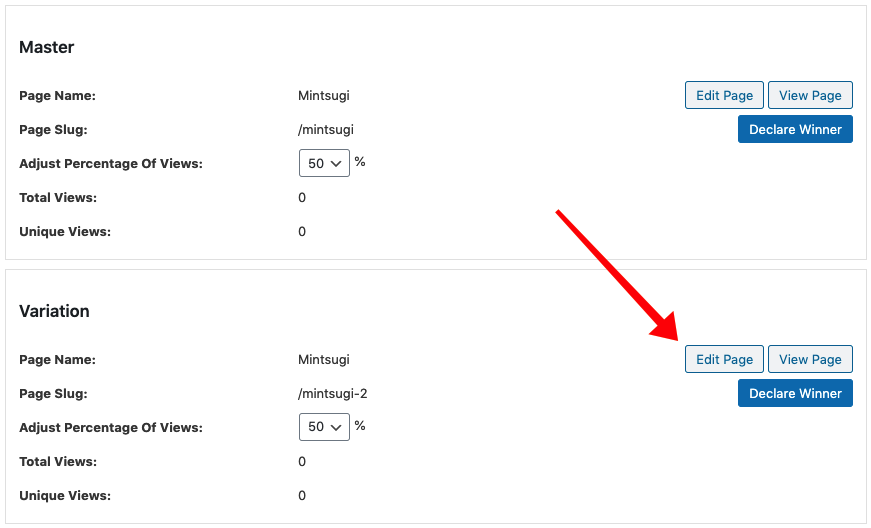 Master
Page Name: Mintsugi Edit Page View Page
Page Slug: /mintsugi Declare Winner
Adjust Percentage Of Views: 50 %
Total Views: 0
Unique Views: 0
Variation
Page Name: Mintsugi Edit Page View Page
Page Slug: /mintsugi-2 Declare Winner
Adjust Percentage Of Views: 50 %
Total Views: 0
Unique Views: 0